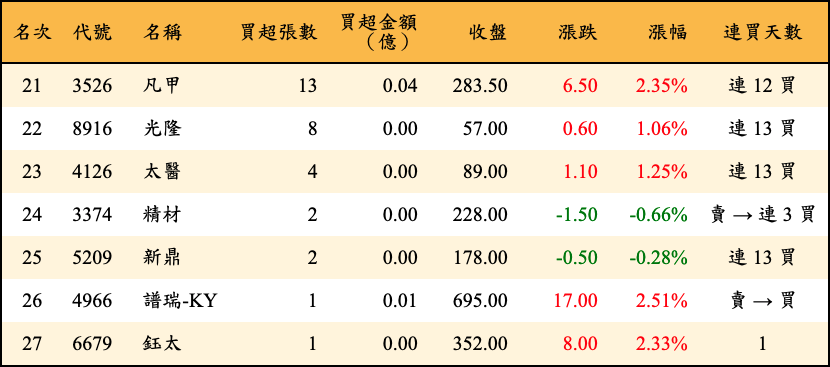 名次 代號 名稱 買超張數 買超金額（億） 收盤 漲跌 漲幅 連買天數
21 3526 凡甲 13 0.04 283.50 6.50 2.35% 連 12 買
22 8916 光隆 8 0.00 57.00 0.60 1.06% 連 13 買
23 4126 太醫 4 0.00 89.00 1.10 1.25% 連 13 買
24 3374 精材 2 0.00 228.00 -1.50 -0.66% 賣 → 連 3 買
25 5209 新鼎 2 0.00 178.00 -0.50 -0.28% 連 13 買
26 4966 譜瑞-KY 1 0.01 695.00 17.00 2.51% 賣 → 買
27 6679 鈺太 1 0.00 352.00 8.00 2.33% 1